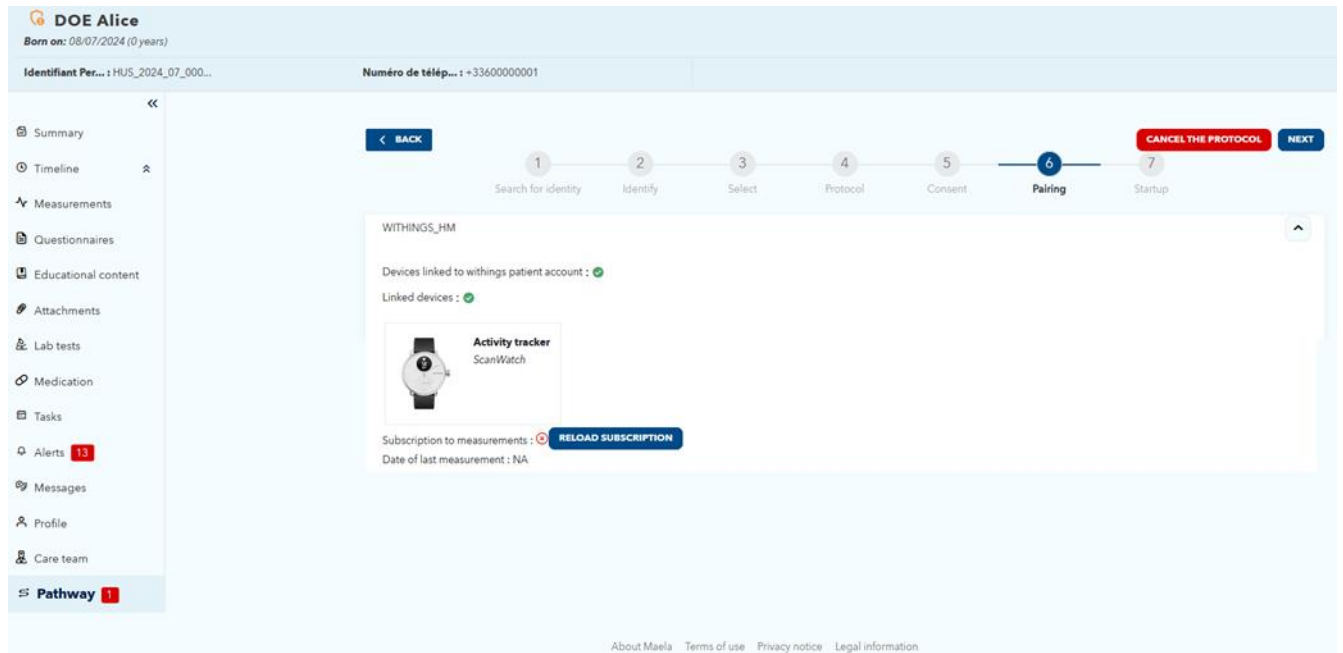 DOE Alice
Born on: 08/07/2024 (0 years)
Identifiant Per... : HUS_2024_07_000...
Numéro de télép... : +33600000001
Summary
Timeline
Measurements
Questionnaires
Educational content
Attachments
Lab tests
Medication
Tasks
Alerts 13
Messages
Profile
Care team
Pathway 1
BACK
CANCEL THE PROTOCOL
NEXT
1 2 3 4 5 6 7
Search for identity Identify Select Protocol Consent Pairing Startup
WITHINGS_HM
Devices linked to withings patient account :
Linked devices :
Activity tracker
ScanWatch
Subscription to measurements : RELOAD SUBSCRIPTION
Date of last measurement : NA
About Maela Terms of use Privacy notice Legal information